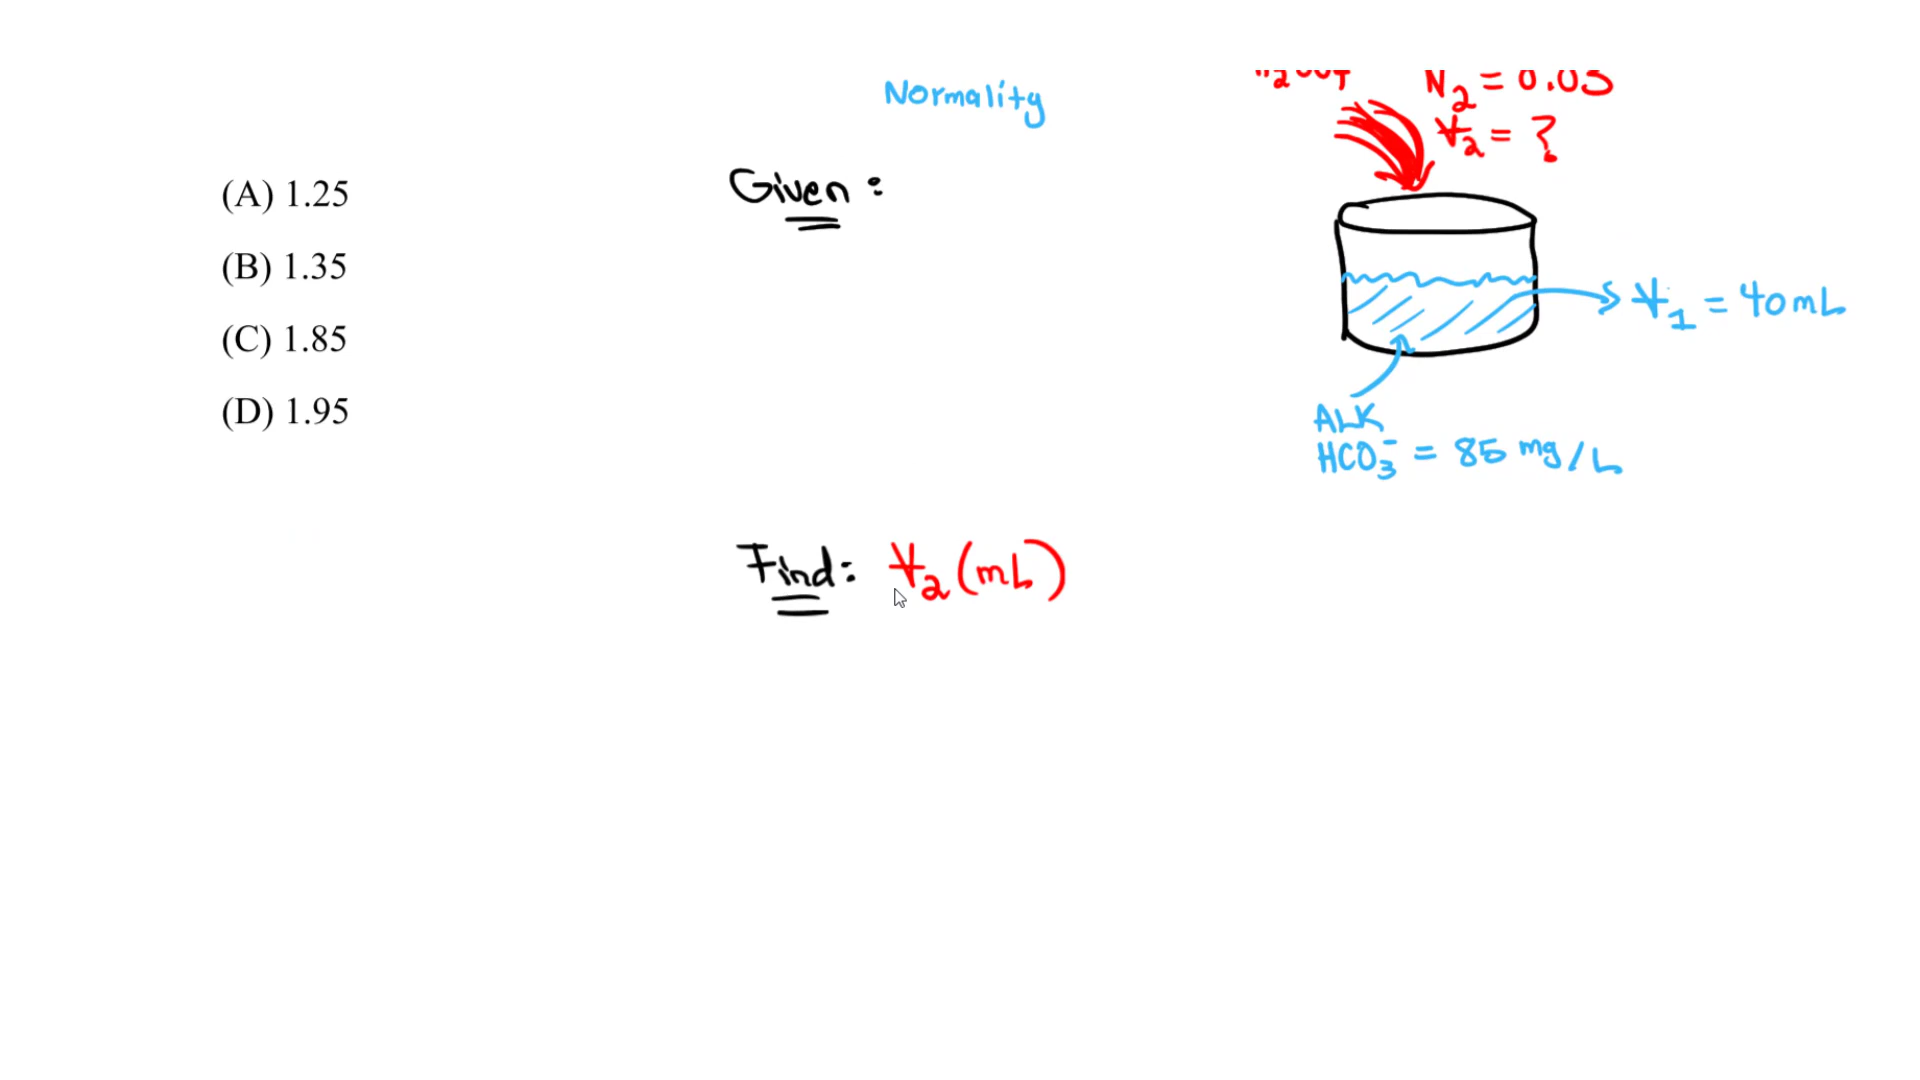 Normality
N₂ = 0.03
V₂ = ?
Given:
(A) 1.25
(B) 1.35
(C) 1.85
(D) 1.95
V₁ = 40 mL
ALK
HCO₃⁻ = 85 mg/L
Find: V₂ (mL)